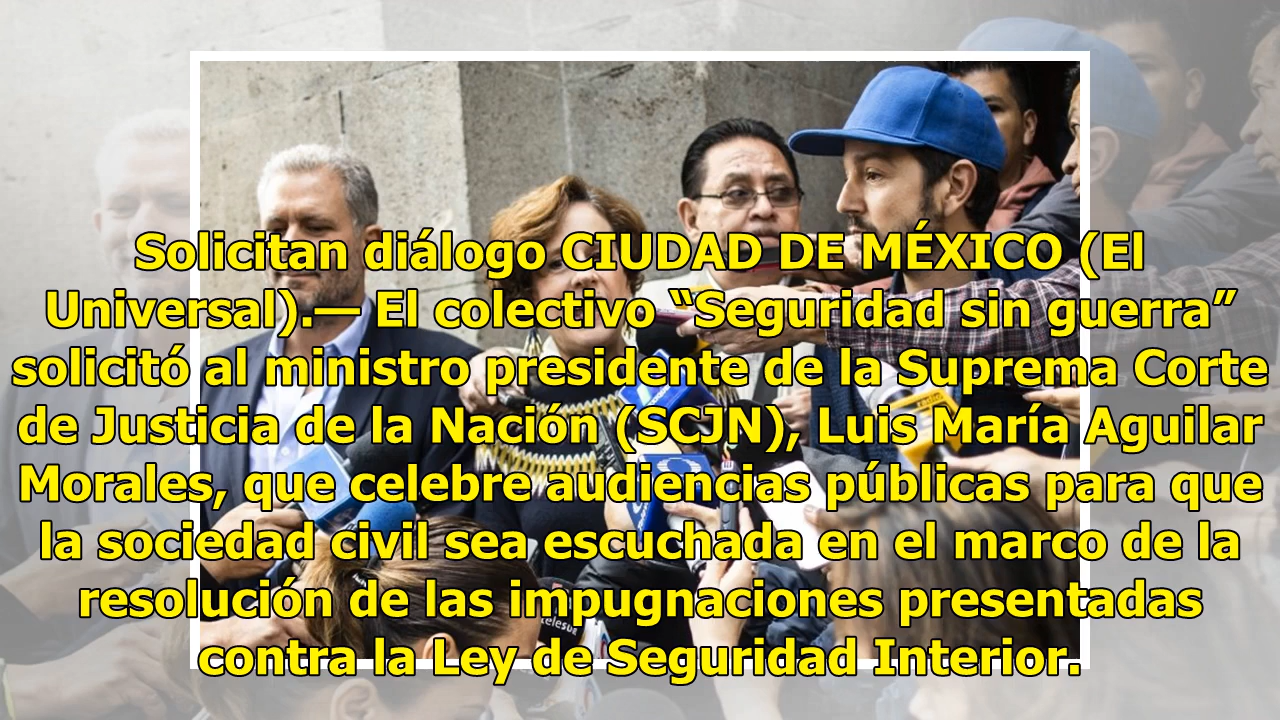 Solicitan diálogo CIUDAD DE MÉXICO (El
Universal).— El colectivo “Seguridad sin guerra”
solicitó al ministro presidente de la Suprema Corte
de Justicia de la Nación (SCJN), Luis María Aguilar
Morales, que celebre audiencias públicas para que
la sociedad civil sea escuchada en el marco de la
resolución de las impugnaciones presentadas
contra la Ley de Seguridad Interior.
radio
teleSUR